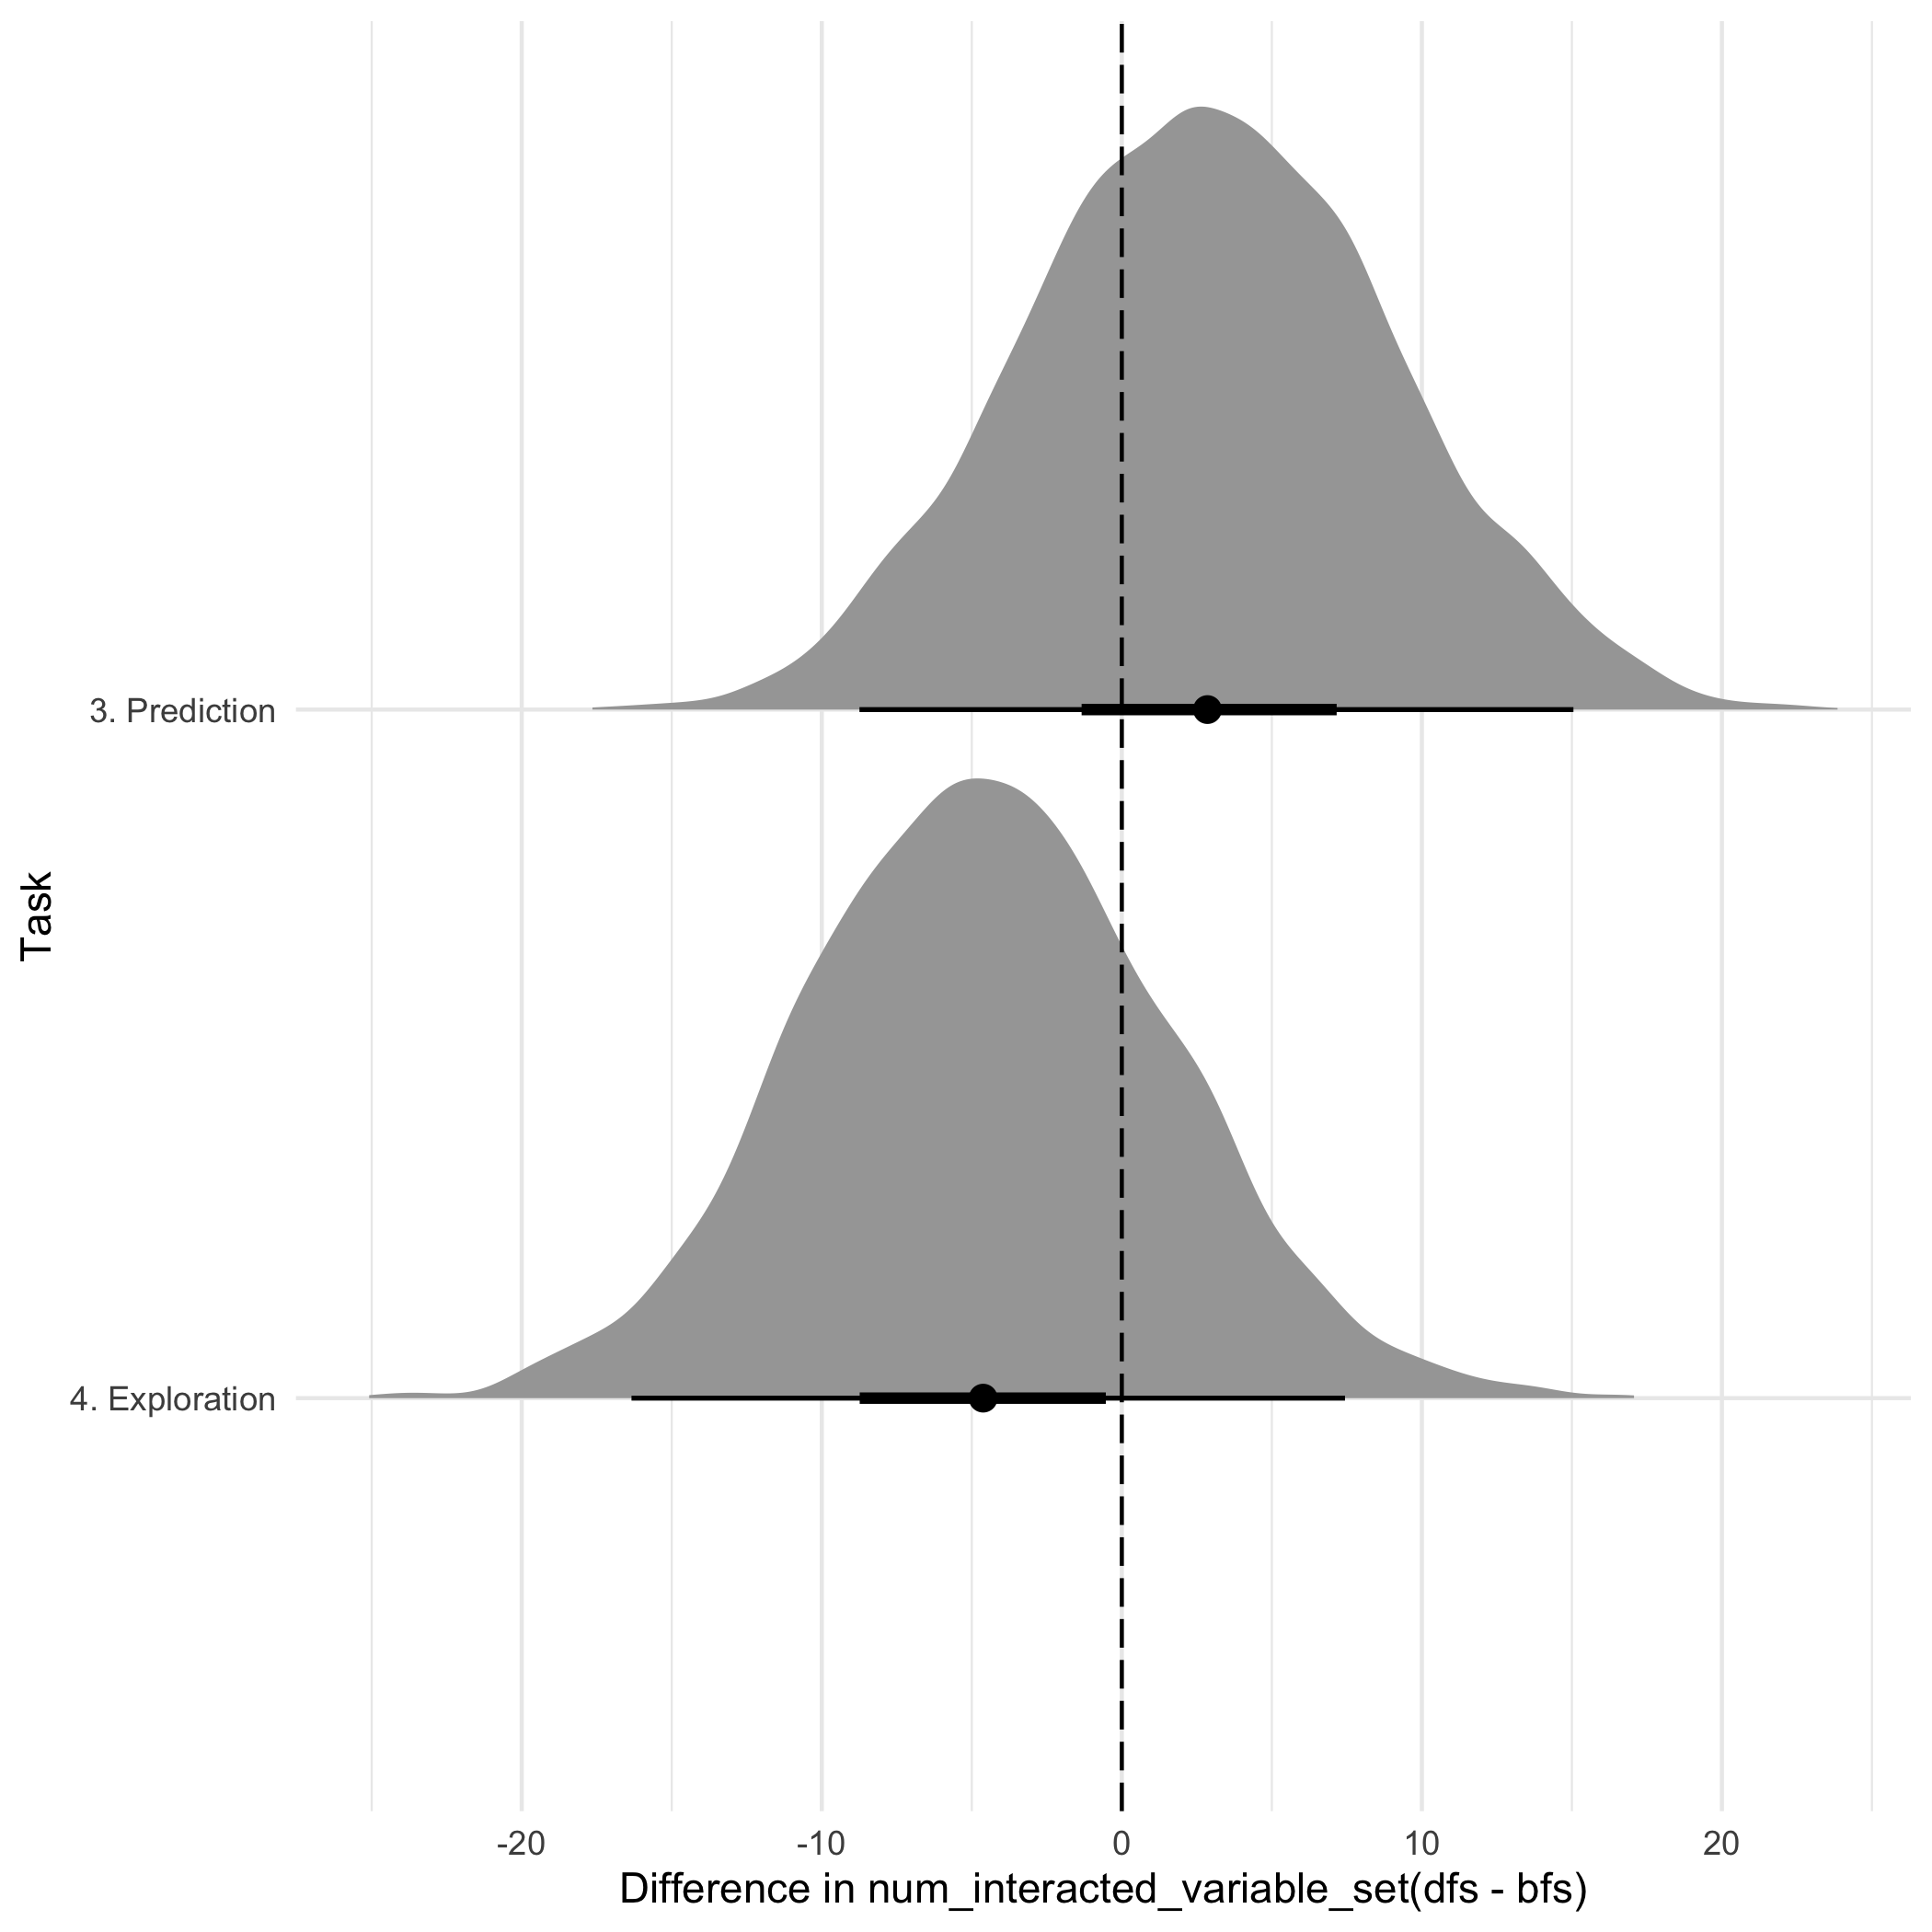 Task
3. Prediction
4. Exploration
-20 -10 0 10 20
Difference in num_interacted_variable_set(dfs - bfs)